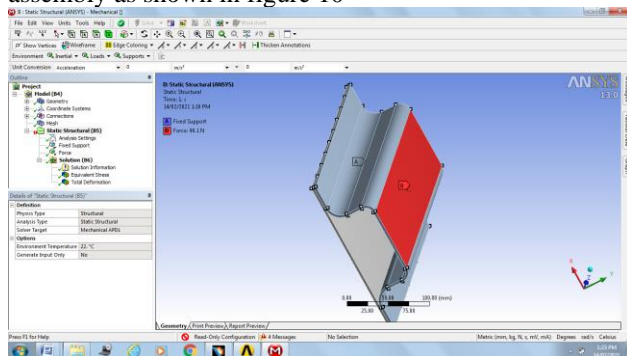 assembly as shown in figure 10
B : Static Structural (ANSYS) - Mechanical [
File Edit View Units Tools Help
Show Vertices Wireframe Edge Coloring Thicken Annotations
Environment Inertial Loads Supports
Unit Conversion Acceleration
Outline
Project
Model (B4)
Geometry
Coordinate Systems
Connections
Mesh
Static Structural (B5)
Analysis Settings
Fixed Support
Force
Solution (B6)
Solution Information
Equivalent Stress
Total Deformation
Details of "Static Structural (B5)"
Definition
Physics Type Structural
Analysis Type Static Structural
Solver Target Mechanical APDL
Options
Environment Temperature 22. °C
Generate Input Only No
B: Static Structural (ANSYS)
Static Structural
Time: 1. s
A Fixed Support
B Force:
ANSYS
13.0
A
B
0.00 50.00 100.00 (mm)
25.00 75.00
Geometry Print Preview Report Preview
Press F1 for Help Read-Only Configuration 4 Messages No Selection Metric (mm, kg, N, s, mV, mA) Degrees rad/s Celsius